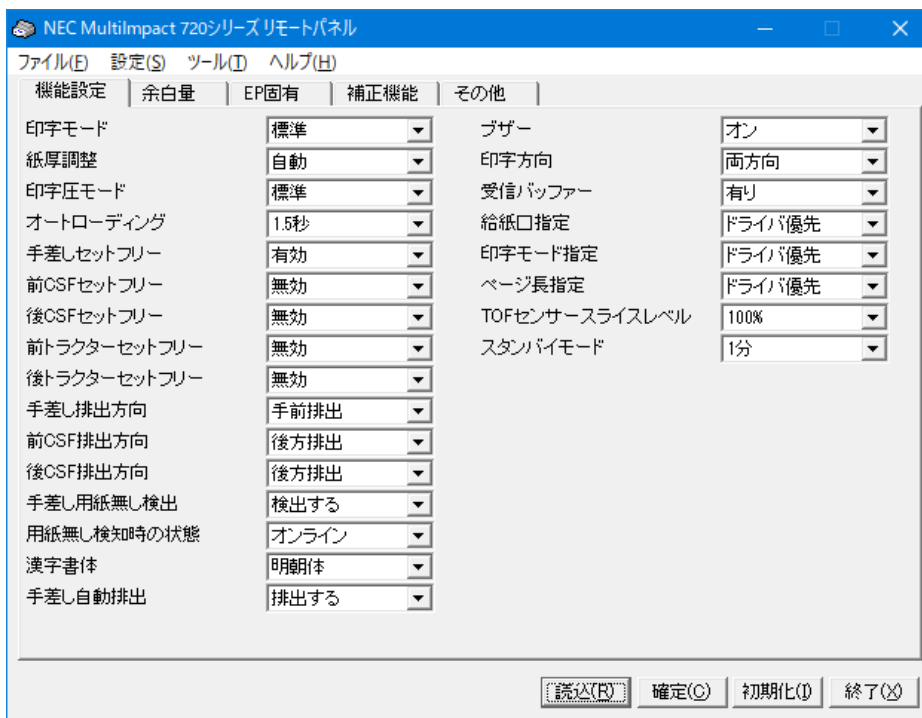 NEC MultiImpact 720シリーズ リモートパネル
ファイル(F) 設定(S) ツール(T) ヘルプ(H)
機能設定 余白量 EP固有 補正機能 その他
印字モード 標準
紙厚調整 自動
印字圧モード 標準
オートローディング 1.5秒
手差しセットフリー 有効
前CSFセットフリー 無効
後CSFセットフリー 無効
前トラクターセットフリー 無効
後トラクターセットフリー 無効
手差し排出方向 手前排出
前CSF排出方向 後方排出
後CSF排出方向 後方排出
手差し用紙無し検出 検出する
用紙無し検知時の状態 オンライン
漢字書体 明朝体
手差し自動排出 排出する
ブザー オン
印字方向 両方向
受信バッファー 有り
給紙口指定 ドライバ優先
印字モード指定 ドライバ優先
ページ長指定 ドライバ優先
TOFセンサースライスレベル 100%
スタンバイモード 1分
読込(R) 確定(C) 初期化(I) 終了(X)